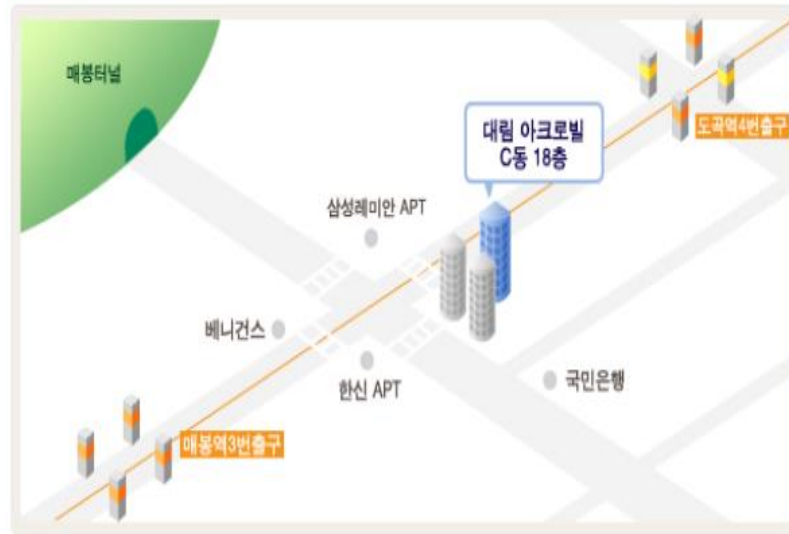 매봉터널
도곡역4번출구
대림 아크로빌
C동 18층
삼성레미안 APT
베니건스
한신 APT
국민은행
매봉역3번출구